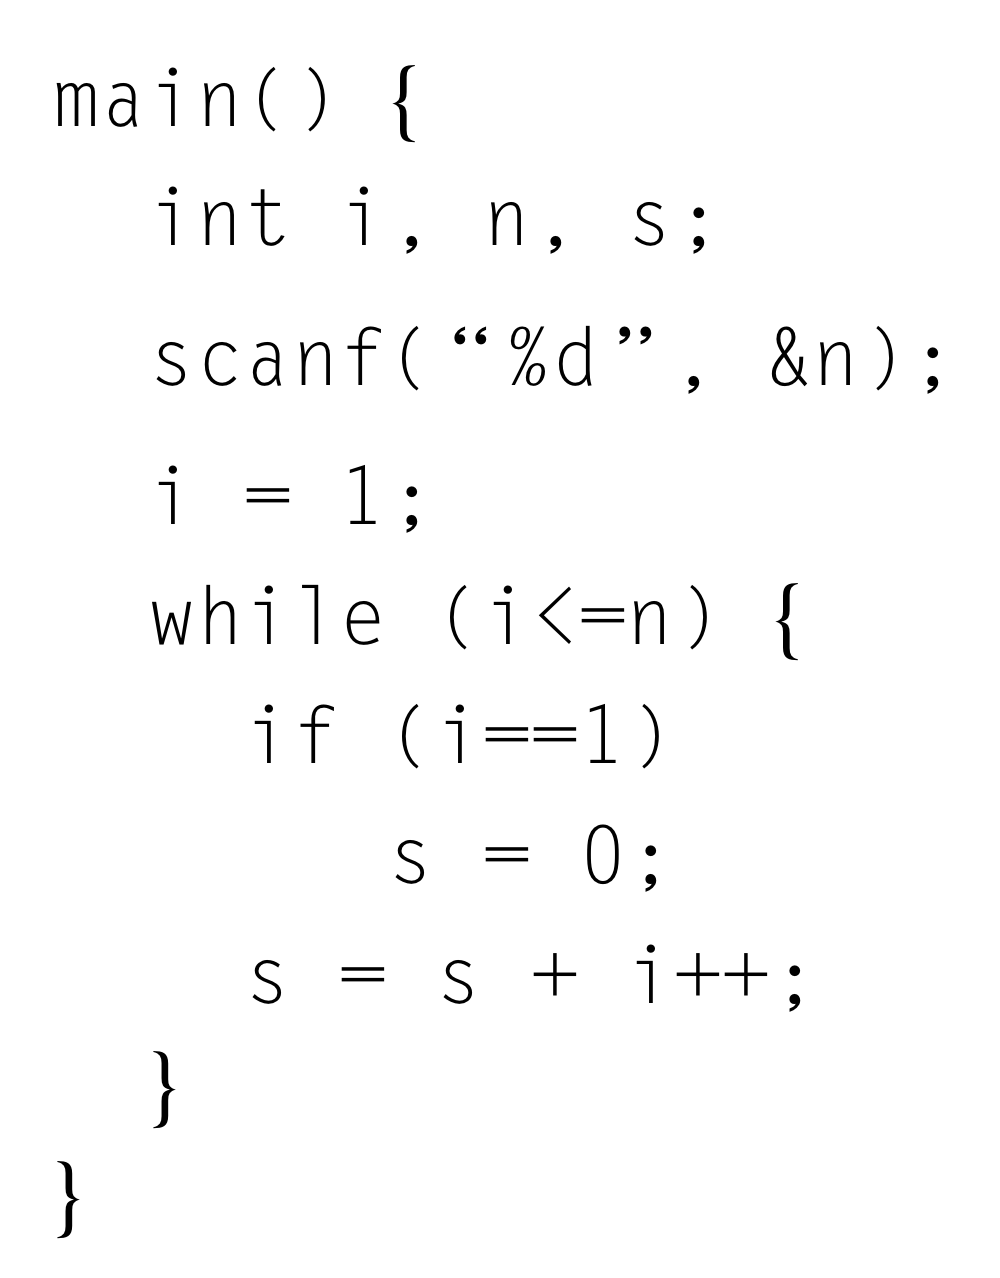 main() {
int i, n, s;
scanf(“%d”, &n);
i = 1;
while (i<=n) {
if (i==1)
s = 0;
s = s + i++;
}
}